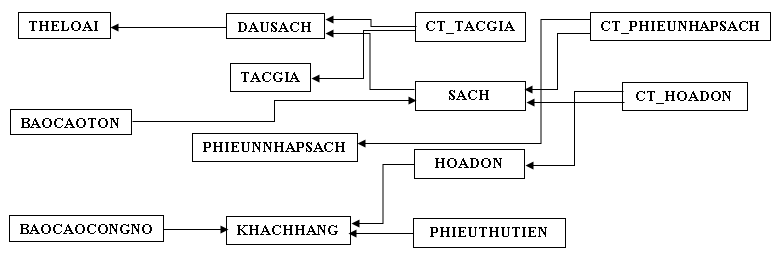 THELOAI
DAUSACH
CT_TACGIA
CT_PHIEUNHAPSACH
TACGIA
SACH
CT_HOADON
BAOCAOTON
PHIEUNNHAPSACH
HOADON
BAOCAOCONGNO
KHACHHANG
PHIEUTHUTIEN